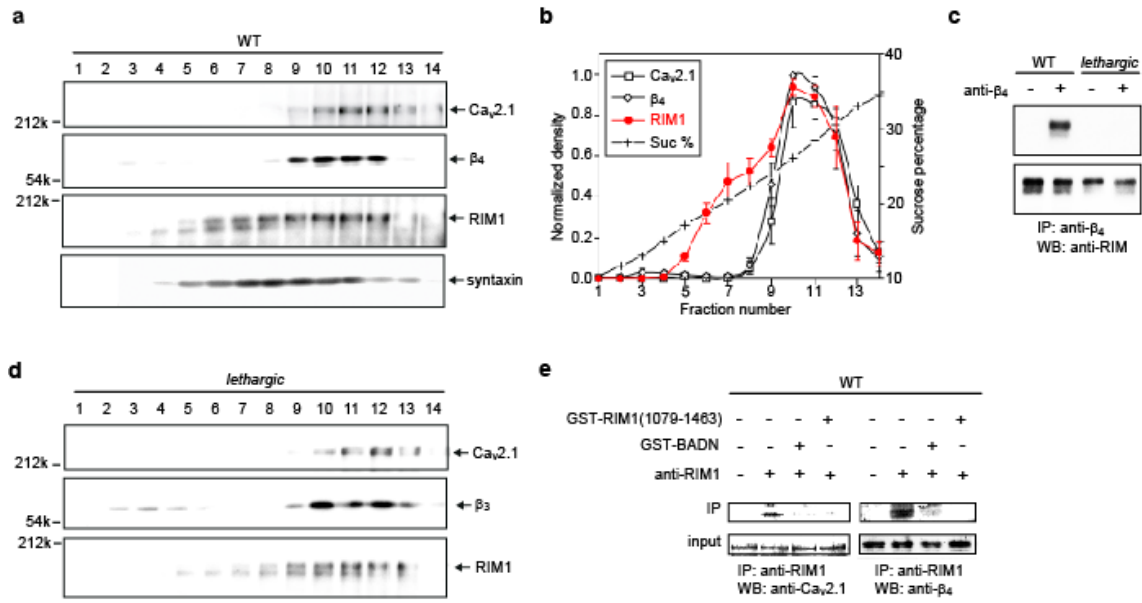 a
WT
1 2 3 4 5 6 7 8 9 10 11 12 13 14
Caᵥ2.1
212k
β₄
54k
212k
RIM1
syntaxin
b
Caᵥ2.1
β₄
RIM1
Suc %
Normalized density
1.0
0.8
0.6
0.4
0.2
0.0
40
30
20
10
Sucrose percentage
1 3 5 7 9 11 13
Fraction number
c
WT lethargic
anti-β₄ - + - +
IP: anti-β₄
WB: anti-RIM
d
lethargic
1 2 3 4 5 6 7 8 9 10 11 12 13 14
Caᵥ2.1
212k
β₃
54k
212k
RIM1
e
WT
GST-RIM1(1079-1463) - - - + - - - +
GST-BADN - - + - - - + -
anti-RIM1 - + + + - + + +
IP
input
IP: anti-RIM1 IP: anti-RIM1
WB: anti-Caᵥ2.1 WB: anti-β₄